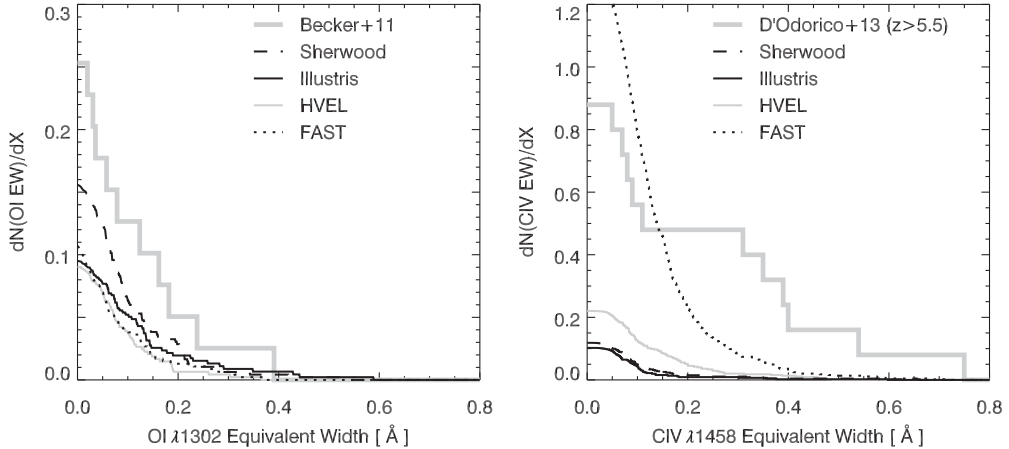 0.3
0.2
0.1
0.0
dN(OI EW)/dX
Becker+11
Sherwood
Illustris
HVEL
FAST
0.0 0.2 0.4 0.6 0.8
OI λ1302 Equivalent Width [ Å ]
1.2
1.0
0.8
0.6
0.4
0.2
0.0
dN(CIV EW)/dX
D'Odorico+13 (z>5.5)
Sherwood
Illustris
HVEL
FAST
0.0 0.2 0.4 0.6 0.8
CIV λ1458 Equivalent Width [ Å ]